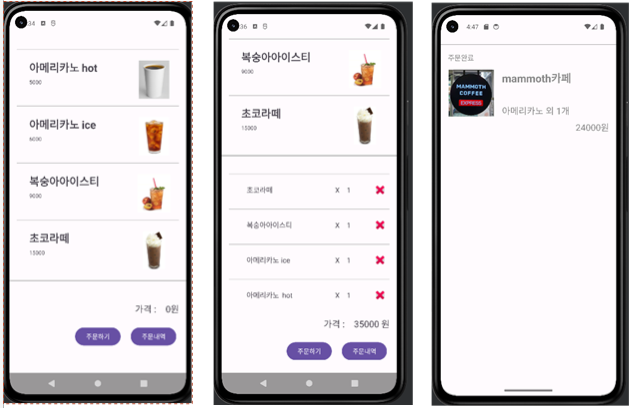 :34
아메리카노 hot
5000
아메리카노 ice
6000
복숭아아이스티
9000
초코라떼
15000
가격 : 0원
주문하기
주문내역
:36
복숭아아이스티
9000
초코라떼
15000
초코라떼 X 1
복숭아아이스티 X 1
아메리카노 ice X 1
아메리카노 hot X 1
가격 : 35000 원
주문하기
주문내역
4:47
주문완료
MAMMOTH
COFFEE
EXPRESS
mammoth카페
아메리카노 외 1개
24000원